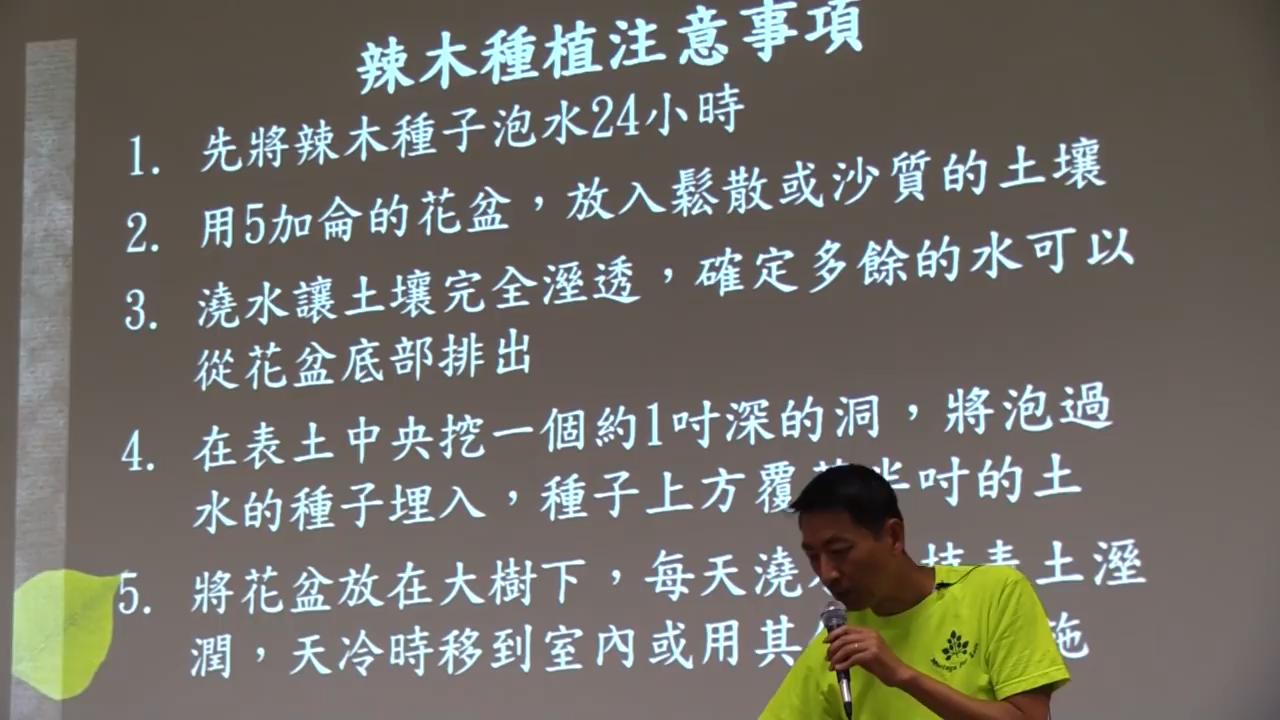 辣木種植注意事項
1. 先將辣木種子泡水24小時
2. 用5加侖的花盆，放入鬆散或沙質的土壤
3. 澆水讓土壤完全溼透，確定多餘的水可以
從花盆底部排出
4. 在表土中央挖一個約1吋深的洞，將泡過
水的種子埋入，種子上方覆半吋的土
5. 將花盆放在大樹下，每天澆表土溼
潤，天冷時移到室內或用其施
Moringa For